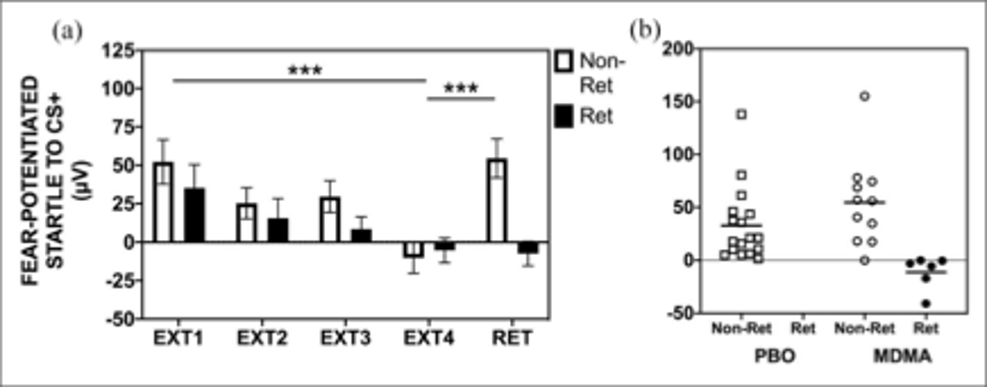 (a)
FEAR-POTENTIATED
STARTLE TO CS+
(µV)
125
100
75
50
25
0
-25
-50
***
***
EXT1 EXT2 EXT3 EXT4 RET
Non-
Ret
Ret
(b)
200
150
100
50
0
-50
Non-Ret Ret Non-Ret Ret
PBO MDMA